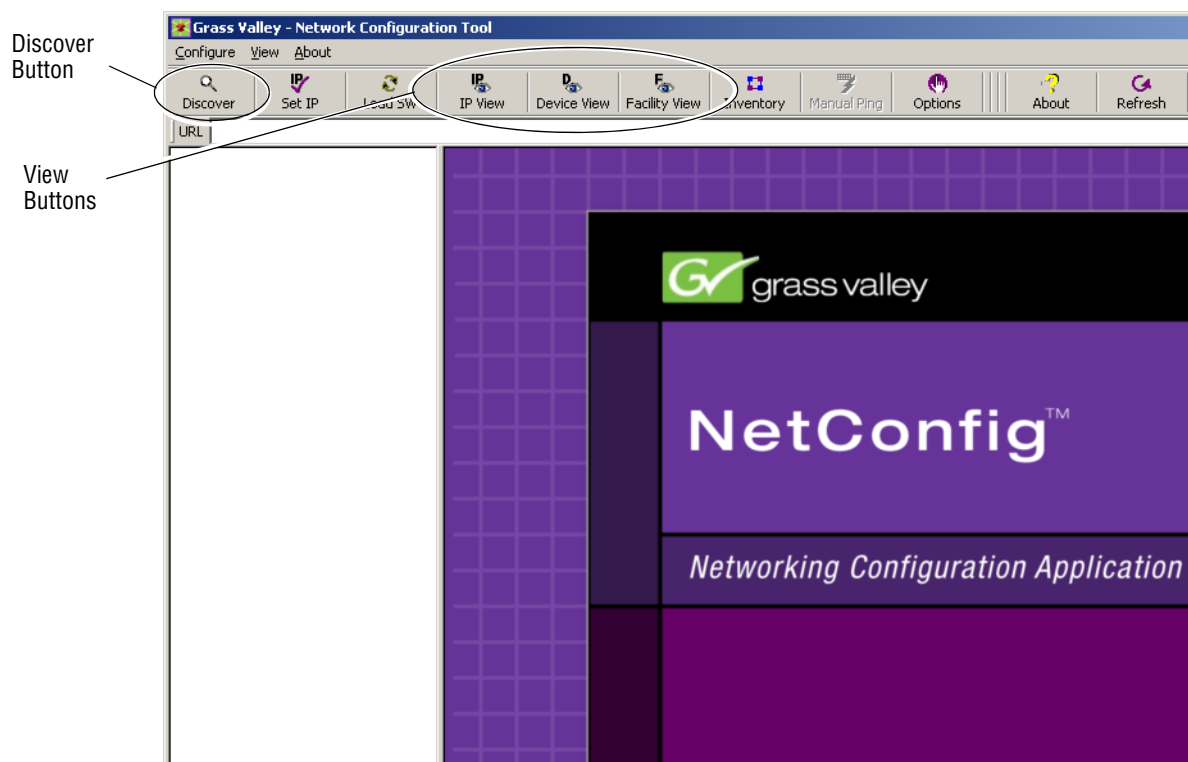 Discover
Button
Grass Valley - Network Configuration Tool
Configure View About
Discover Set IP Load SW IP View Device View Facility View Inventory Manual Ping Options About Refresh
URL
View
Buttons
grass valley
NetConfig™
Networking Configuration Application